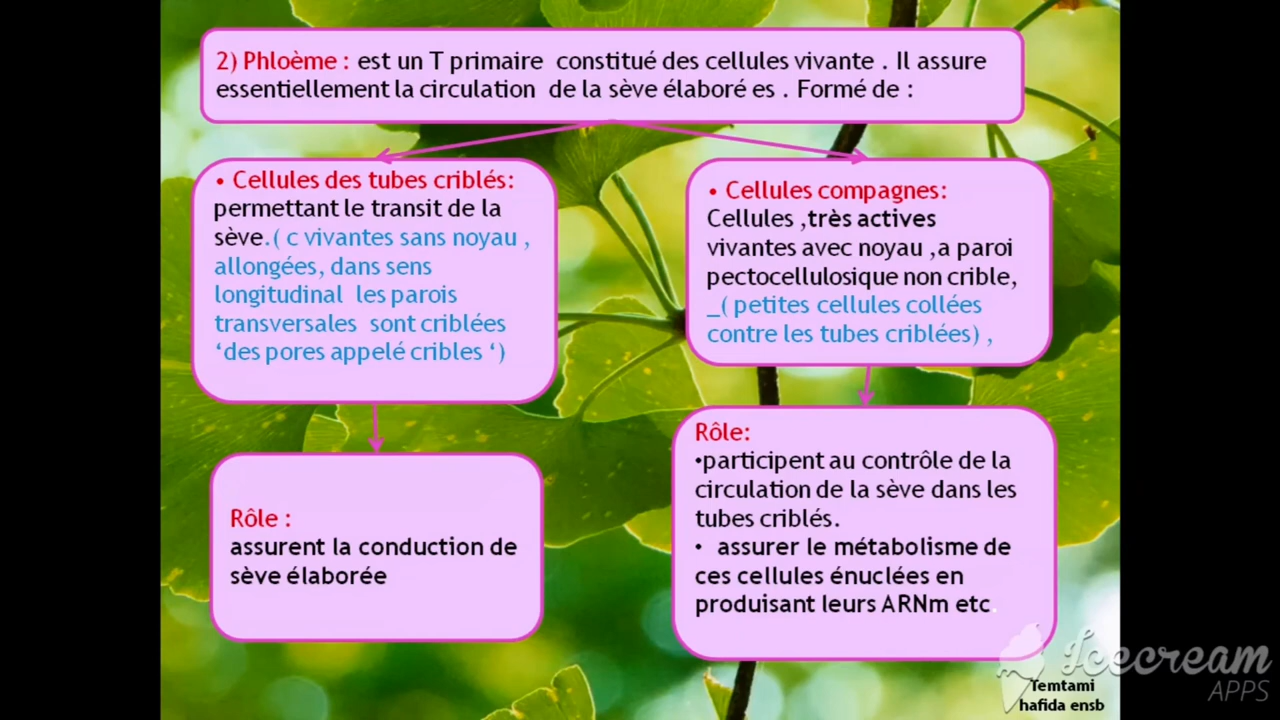 2) Phloème : est un T primaire constitué des cellules vivante . Il assure
essentiellement la circulation de la sève élaboré es . Formé de :
• Cellules des tubes criblés:
permettant le transit de la
sève.( c vivantes sans noyau ,
allongées, dans sens
longitudinal les parois
transversales sont criblées
‘des pores appelé cribles ‘)
Rôle :
assurent la conduction de
sève élaborée
• Cellules compagnes:
Cellules ,très actives
vivantes avec noyau ,a paroi
pectocellulosique non crible,
_( petites cellules collées
contre les tubes criblées) ,
Rôle:
•participent au contrôle de la
circulation de la sève dans les
tubes criblés.
• assurer le métabolisme de
ces cellules énuclées en
produisant leurs ARNm etc.
Icecream
APPS
Temtami
hafida ensb